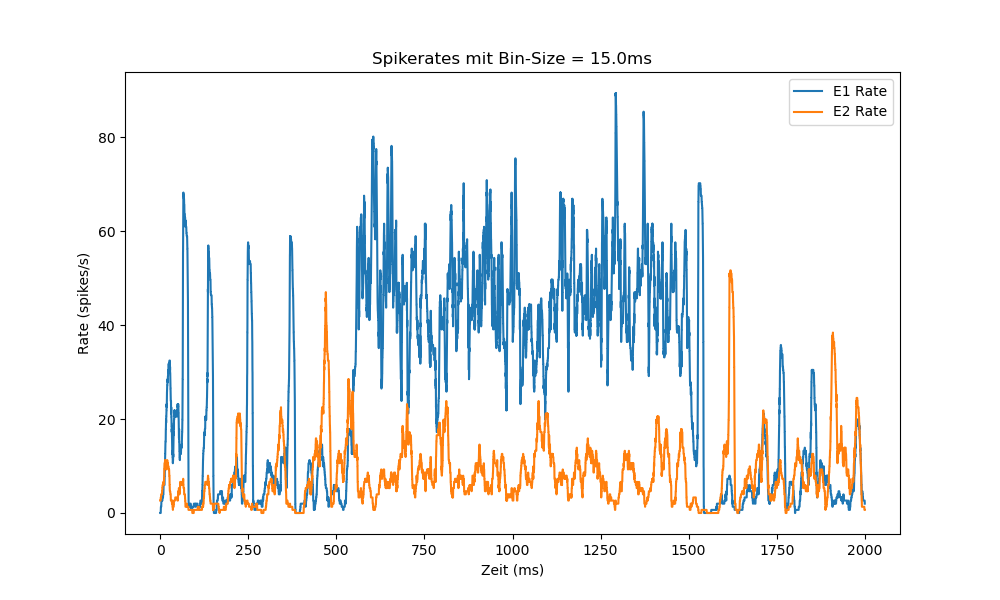 Spikerates mit Bin-Size = 15.0ms
E1 Rate
E2 Rate
Rate (spikes/s)
80
60
40
20
0
0 250 500 750 1000 1250 1500 1750 2000
Zeit (ms)